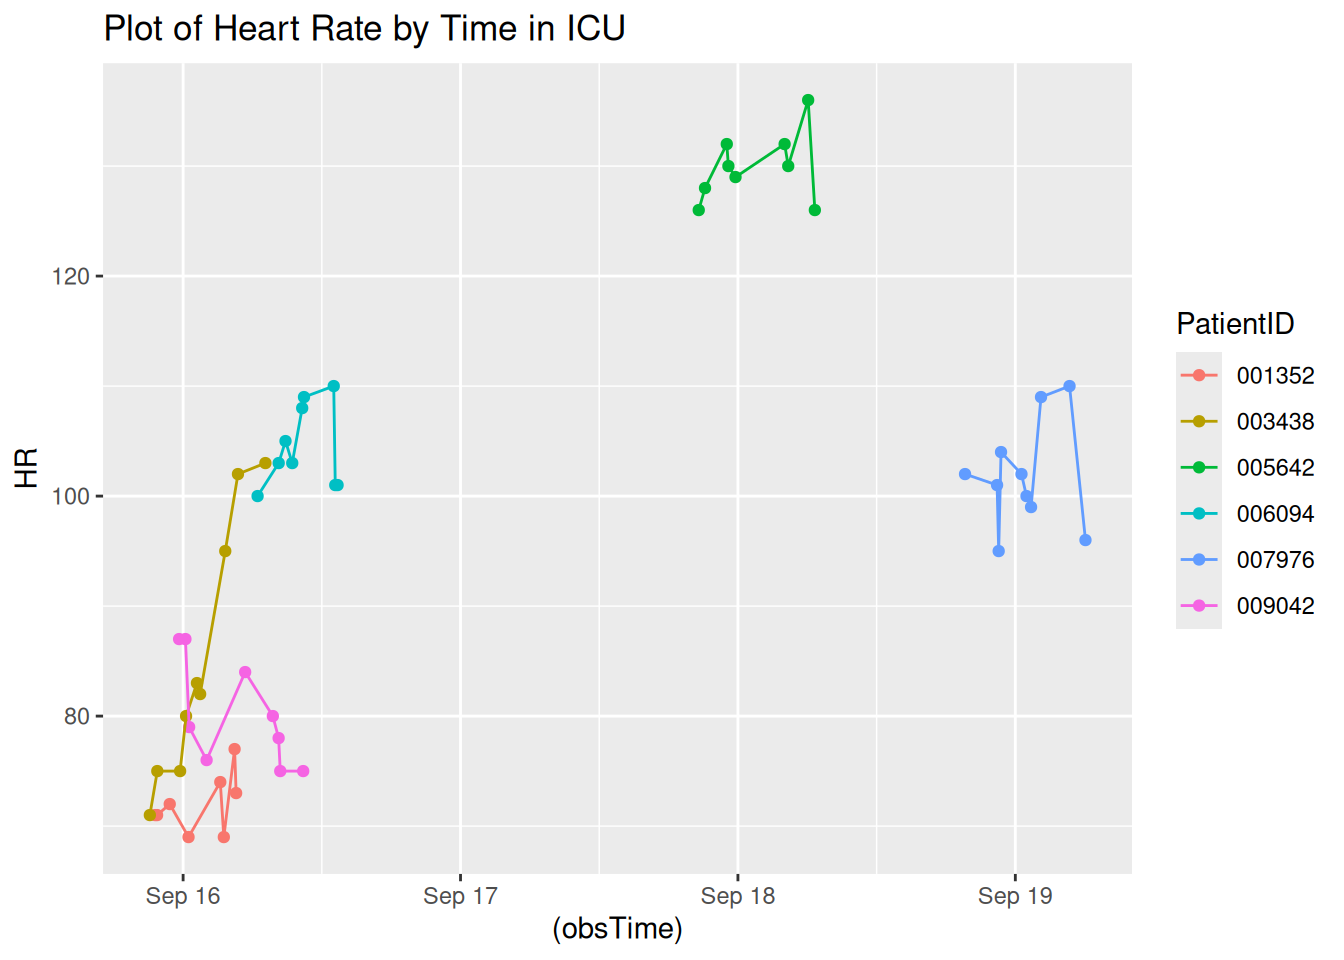 Plot of Heart Rate by Time in ICU
HR
120
100
80
Sep 16
Sep 17
Sep 18
Sep 19
(obsTime)
PatientID
001352
003438
005642
006094
007976
009042